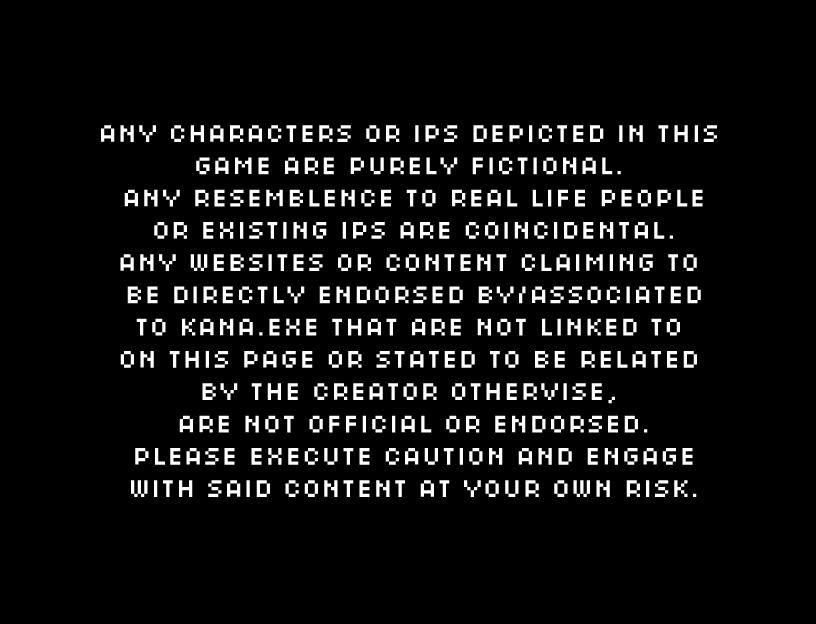 ANY CHARACTERS OR IPS DEPICTED IN THIS
GAME ARE PURELY FICTIONAL.
ANY RESEMBLENCE TO REAL LIFE PEOPLE
OR EXISTING IPS ARE COINCIDENTAL.
ANY WEBSITES OR CONTENT CLAIMING TO
BE DIRECTLY ENDORSED BY/ASSOCIATED
TO KANA.EXE THAT ARE NOT LINKED TO
ON THIS PAGE OR STATED TO BE RELATED
BY THE CREATOR OTHERVISE,
ARE NOT OFFICIAL OR ENDORSED.
PLEASE EXECUTE CAUTION AND ENGAGE
WITH SAID CONTENT AT YOUR OWN RISK.